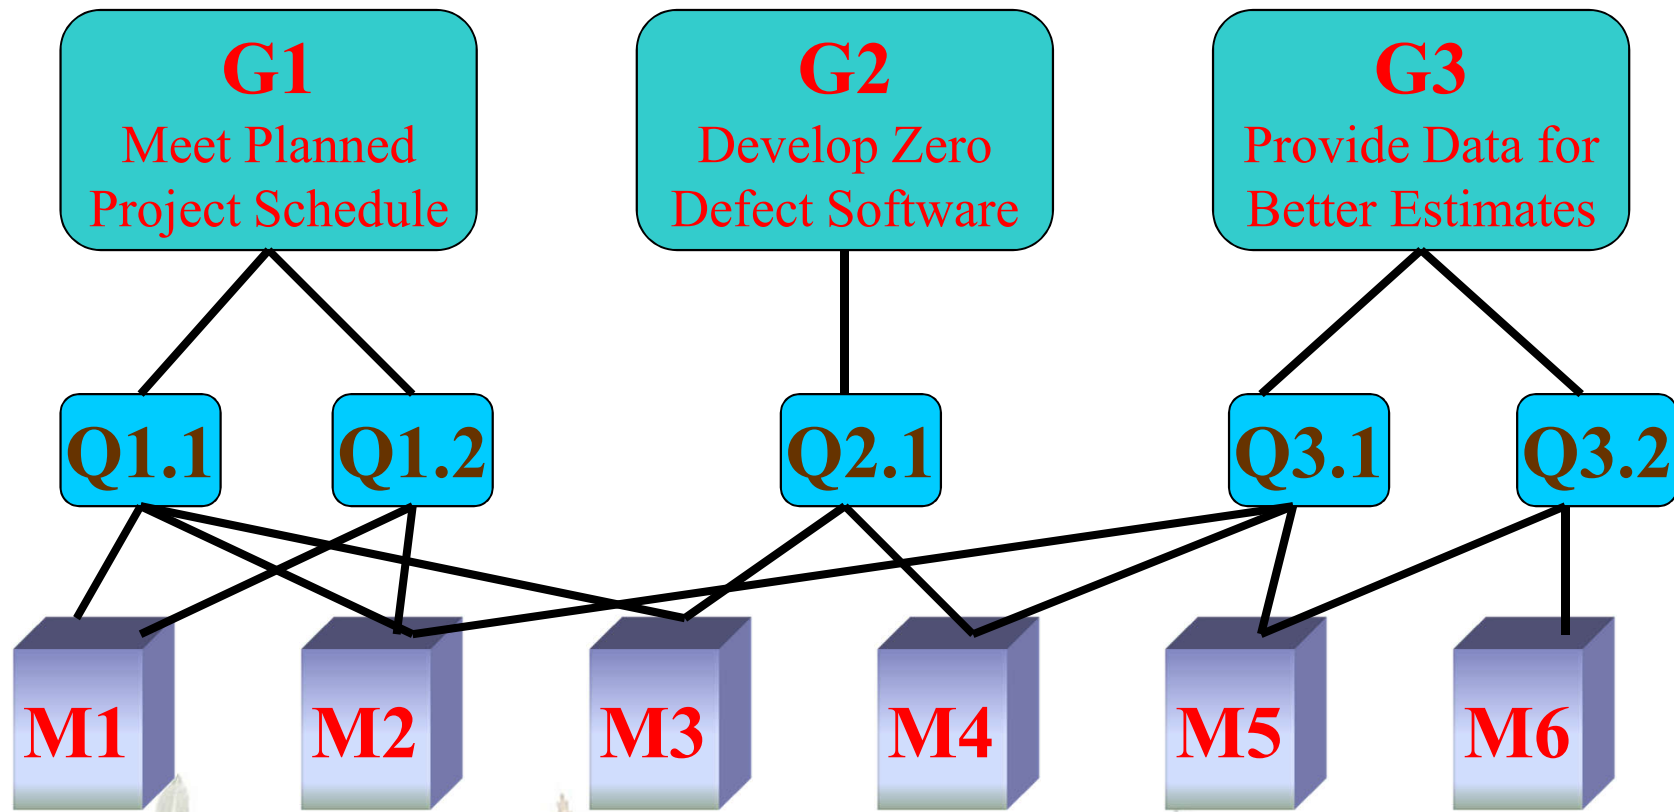 G1
Meet Planned
Project Schedule
G2
Develop Zero
Defect Software
G3
Provide Data for
Better Estimates
Q1.1
Q1.2
Q2.1
Q3.1
Q3.2
M1
M2
M3
M4
M5
M6